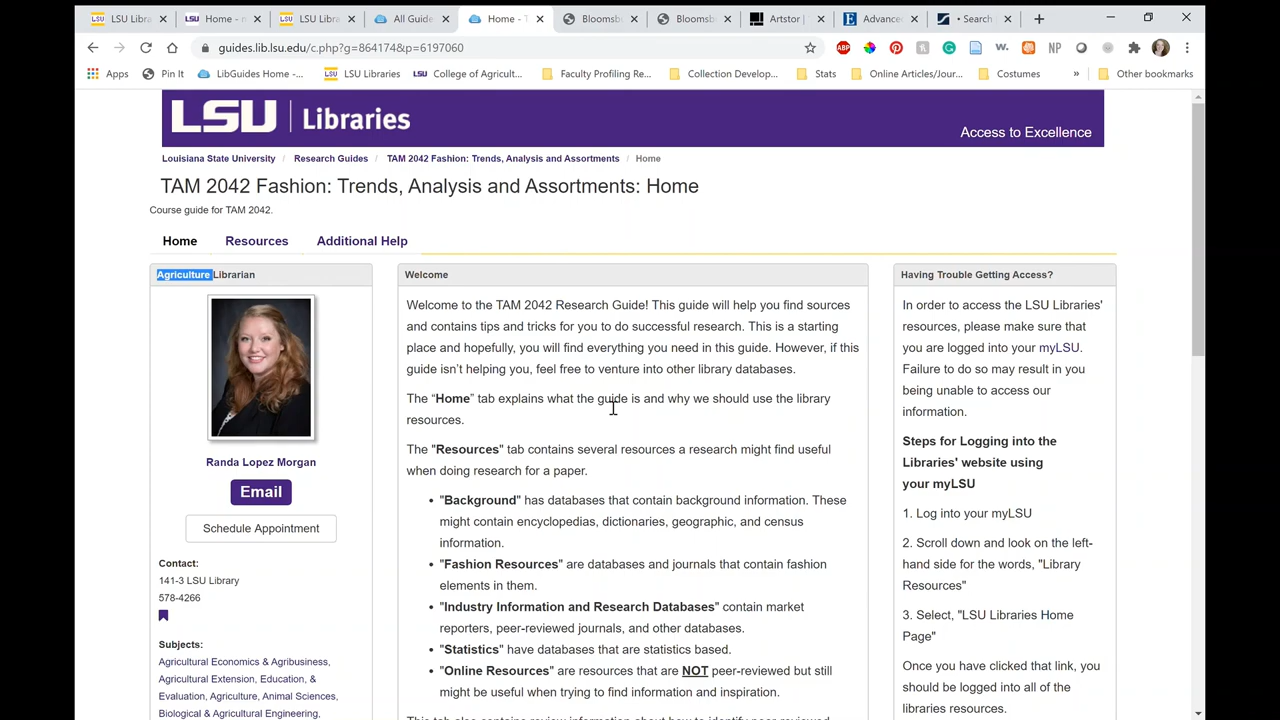 LSU Libra
Home - n
LSU Libra
All Guide
Home - T
Bloomsb
Bloomsb
Artstor
Advance
• Search
guides.lib.lsu.edu/c.php?g=864174&p=6197060
ABP
w.
NP
Apps
Pin It
LibGuides Home -...
LSU Libraries
LSU College of Agricult...
Faculty Profiling Re...
Collection Develop...
Stats
Online Articles/Jour...
Costumes
»
Other bookmarks
LSU | Libraries
Access to Excellence
Louisiana State University / Research Guides / TAM 2042 Fashion: Trends, Analysis and Assortments / Home
TAM 2042 Fashion: Trends, Analysis and Assortments: Home
Course guide for TAM 2042.
Home Resources Additional Help
Agriculture Librarian
Randa Lopez Morgan
Email
Schedule Appointment
Contact:
141-3 LSU Library
578-4266
Subjects:
Agricultural Economics & Agribusiness,
Agricultural Extension, Education, &
Evaluation, Agriculture, Animal Sciences,
Biological & Agricultural Engineering,
Welcome
Welcome to the TAM 2042 Research Guide! This guide will help you find sources
and contains tips and tricks for you to do successful research. This is a starting
place and hopefully, you will find everything you need in this guide. However, if this
guide isn't helping you, feel free to venture into other library databases.
The “Home” tab explains what the guide is and why we should use the library
resources.
The "Resources" tab contains several resources a research might find useful
when doing research for a paper.
• "Background" has databases that contain background information. These
might contain encyclopedias, dictionaries, geographic, and census
information.
• "Fashion Resources" are databases and journals that contain fashion
elements in them.
• "Industry Information and Research Databases" contain market
reporters, peer-reviewed journals, and other databases.
• "Statistics" have databases that are statistics based.
• "Online Resources" are resources that are NOT peer-reviewed but still
might be useful when trying to find information and inspiration.
This tab also contains review information about how to identify peer reviewed
Having Trouble Getting Access?
In order to access the LSU Libraries'
resources, please make sure that
you are logged into your myLSU.
Failure to do so may result in you
being unable to access our
information.
Steps for Logging into the
Libraries' website using
your myLSU
1. Log into your myLSU
2. Scroll down and look on the left-
hand side for the words, "Library
Resources"
3. Select, "LSU Libraries Home
Page"
Once you have clicked that link, you
should be logged into all of the
libraries resources.